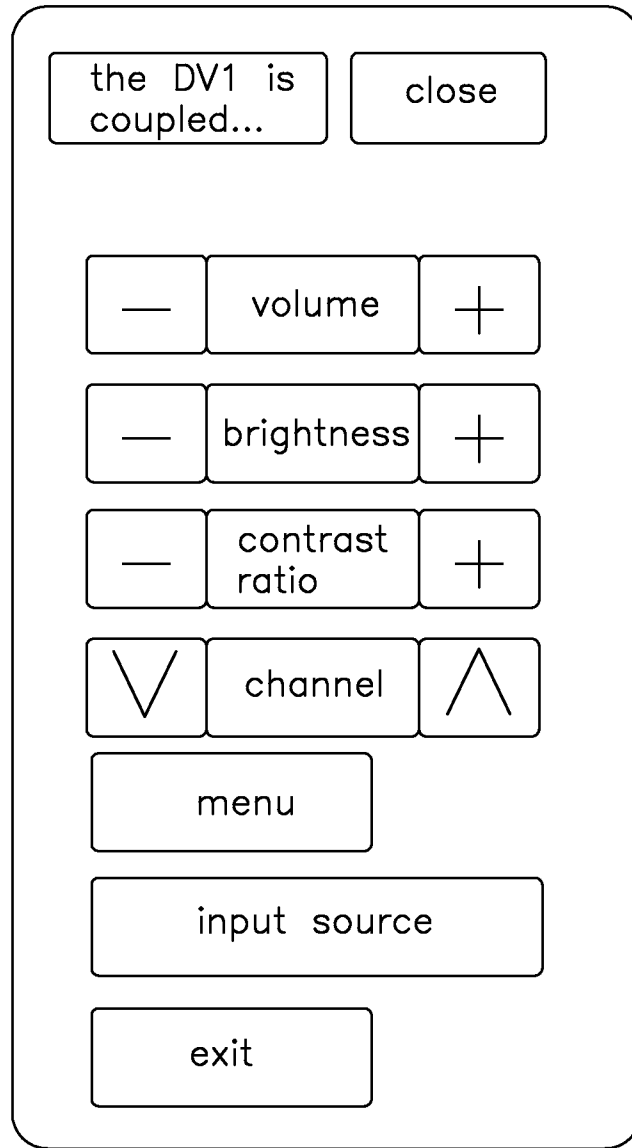 the DV1 is
coupled...
close
— volume +
— brightness +
contrast
— ratio +
channel
menu
input source
exit